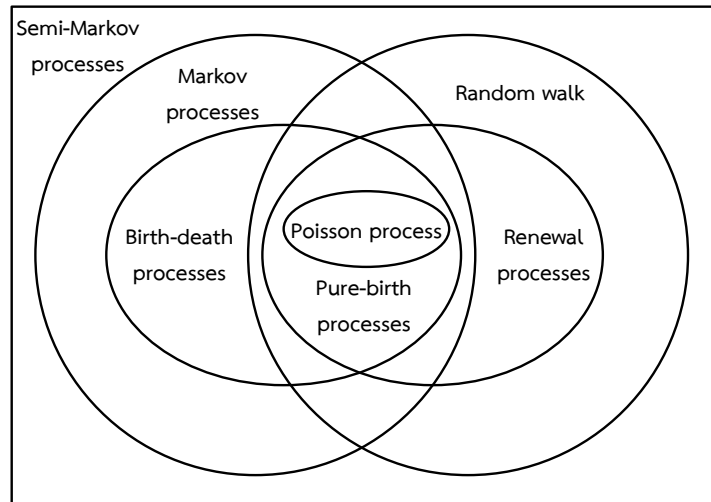 Semi-Markov
processes
Markov
processes
Random walk
Birth-death
processes
Poisson process
Pure-birth
processes
Renewal
processes